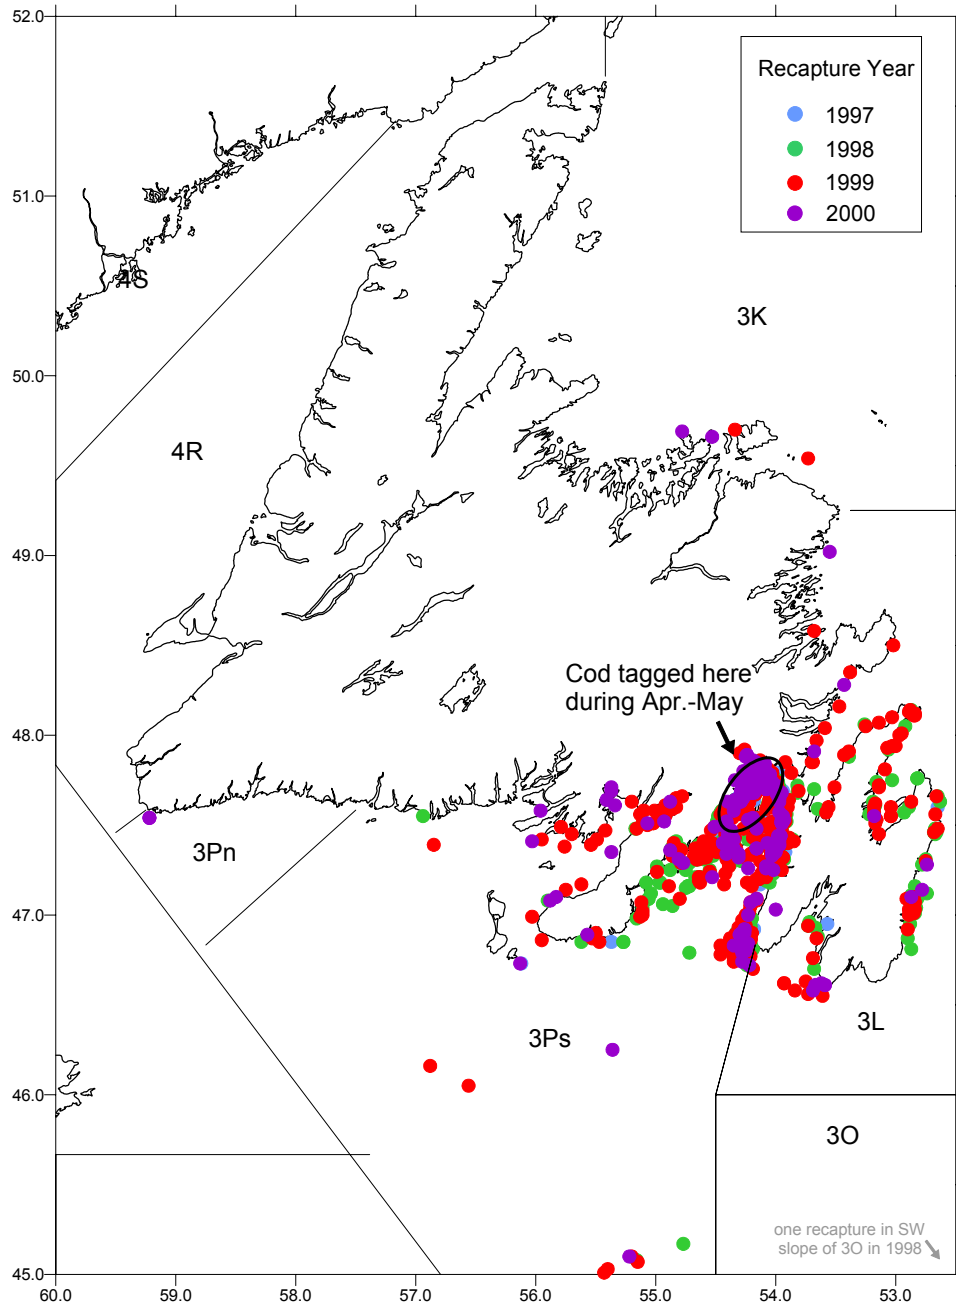 52.0
51.0
50.0
49.0
48.0
47.0
46.0
45.0
Recapture Year
1997
1998
1999
2000
4S
3K
4R
Cod tagged here
during Apr.-May
3Pn
3Ps
3L
3O
one recapture in SW
slope of 3O in 1998
60.0 59.0 58.0 57.0 56.0 55.0 54.0 53.0